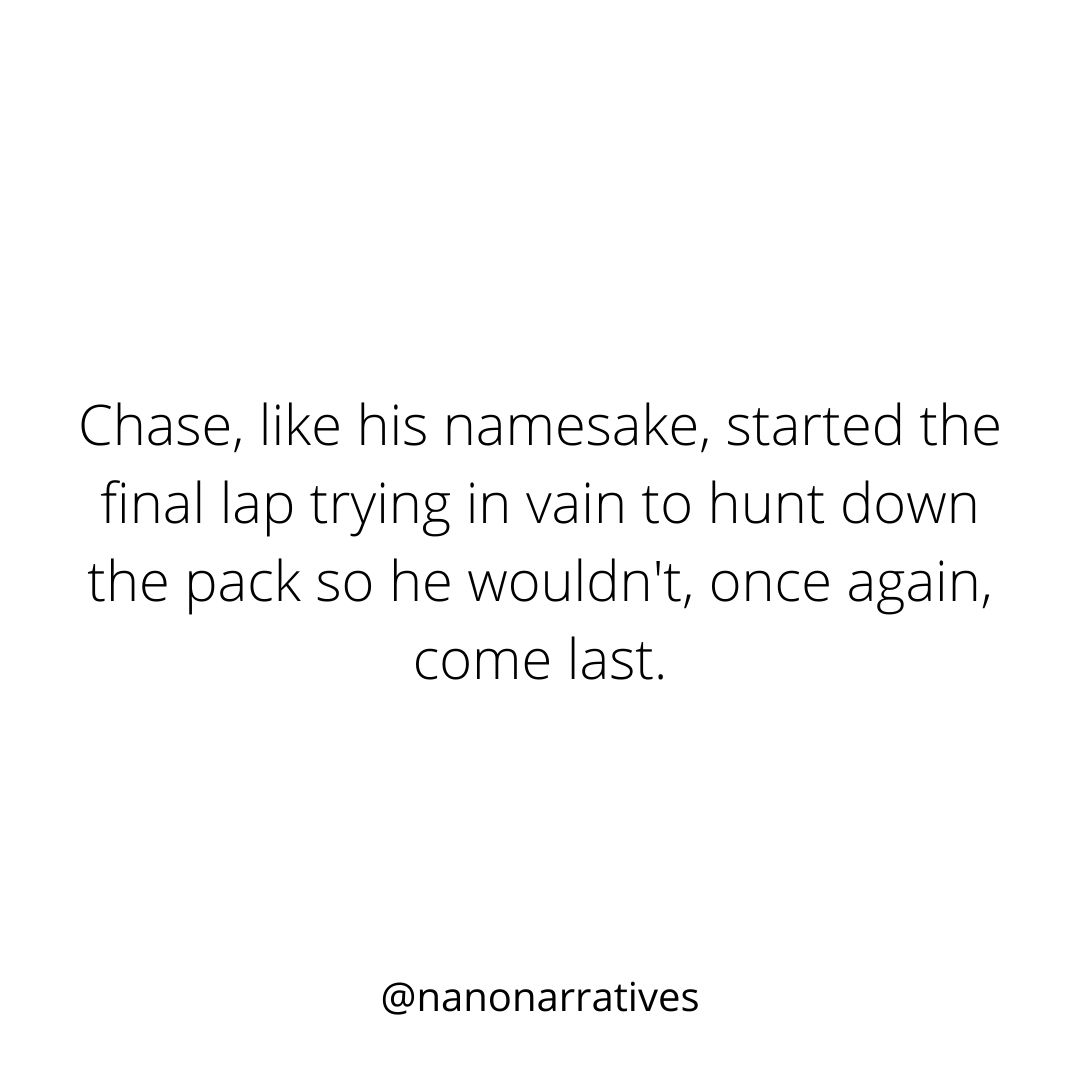 Chase, like his namesake, started the
final lap trying in vain to hunt down
the pack so he wouldn't, once again,
come last.
@nanonarratives